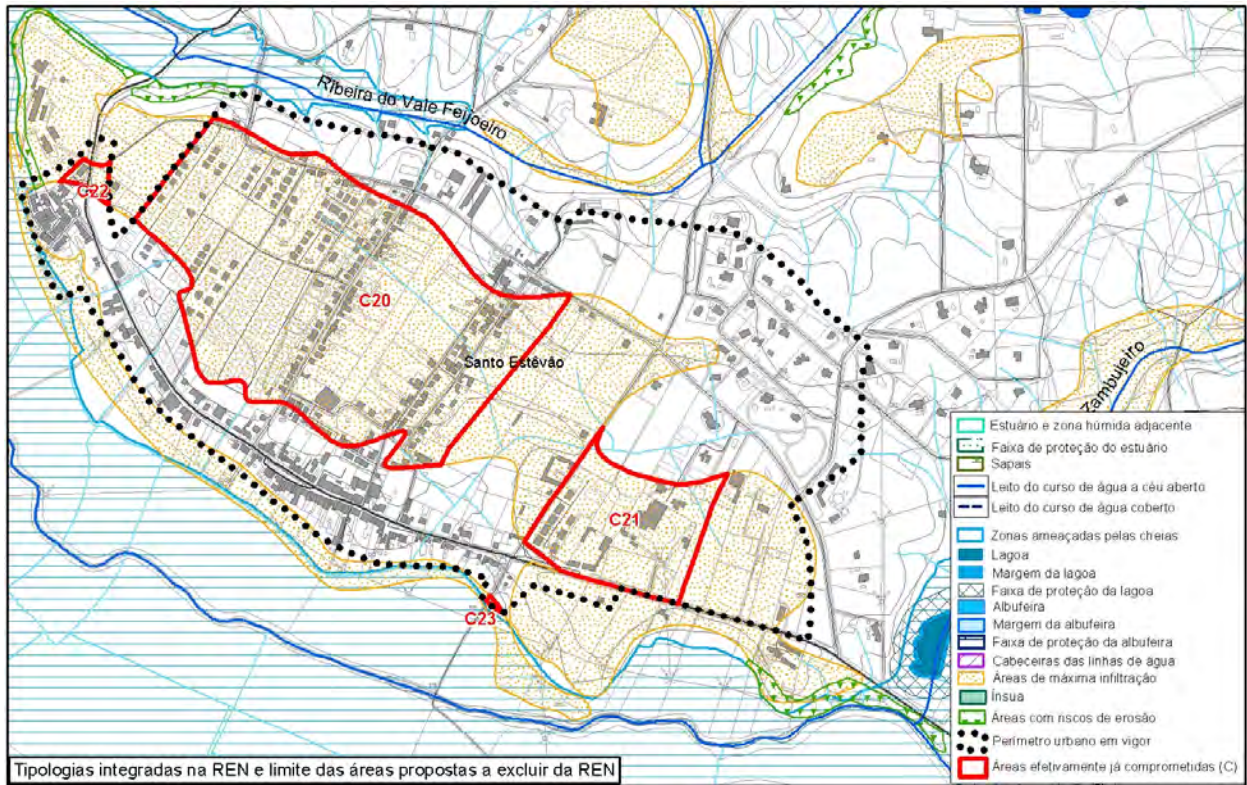 Ribeira do Vale Feijoeiro
C22
C20
Santo Estêvão
Zambujeiro
C21
C23
Estuário e zona húmida adjacente
Faixa de proteção do estuário
Sapais
Leito do curso de água a céu aberto
Leito do curso de água coberto
Zonas ameaçadas pelas cheias
Lagoa
Margem da lagoa
Faixa de proteção da lagoa
Albufeira
Margem da albufeira
Faixa de proteção da albufeira
Cabeceiras das linhas de água
Áreas de máxima infiltração
Ínsua
Áreas com riscos de erosão
Perímetro urbano em vigor
Áreas efetivamente já comprometidas (C)
Tipologias integradas na REN e limite das áreas propostas a excluir da REN